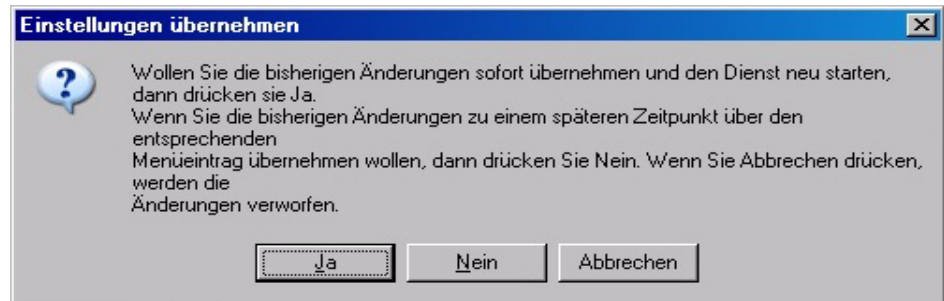 Einstellungen übernehmen
Wollen Sie die bisherigen Änderungen sofort übernehmen und den Dienst neu starten,
dann drücken sie Ja.
Wenn Sie die bisherigen Änderungen zu einem späteren Zeitpunkt über den
entsprechenden
Menüeintrag übernehmen wollen, dann drücken Sie Nein. Wenn Sie Abbrechen drücken,
werden die
Änderungen verworfen.
Ja Nein Abbrechen